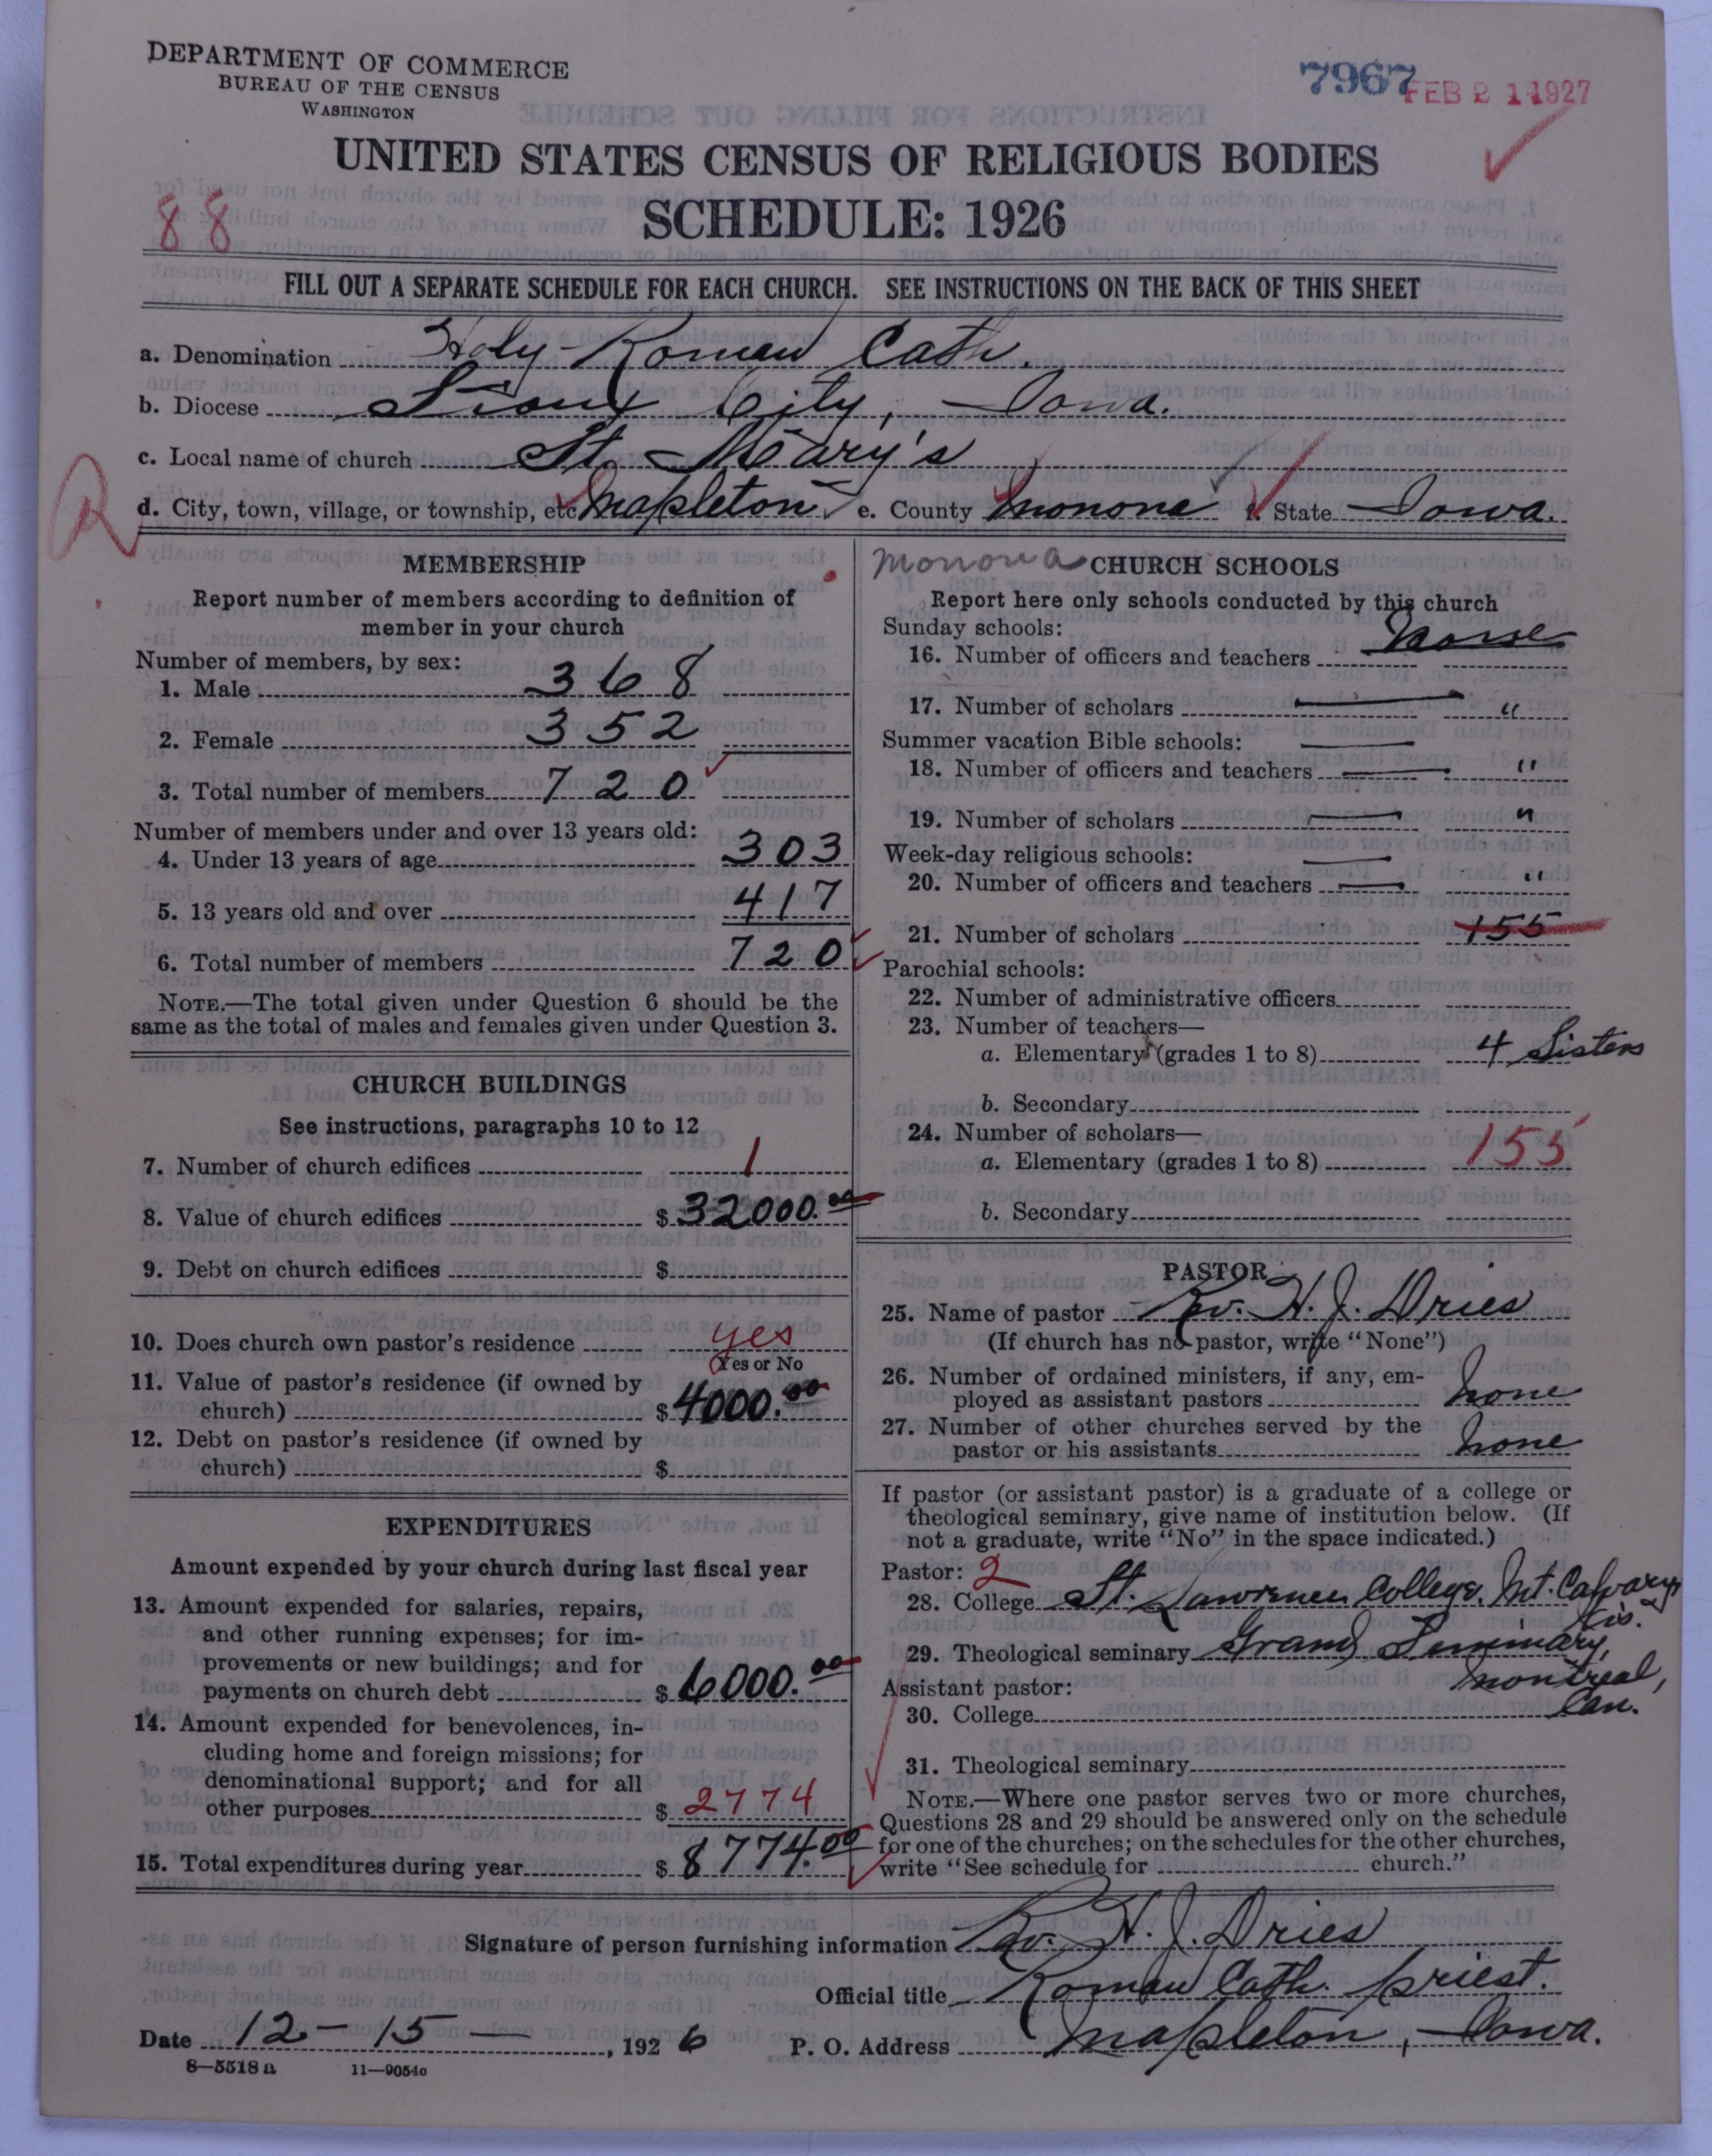 DEPARTMENT OF COMMERCE
BUREAU OF THE CENSUS
WASHINGTON
7967 FEB 21 1927
UNITED STATES CENSUS OF RELIGIOUS BODIES
88
SCHEDULE: 1926
FILL OUT A SEPARATE SCHEDULE FOR EACH CHURCH. SEE INSTRUCTIONS ON THE BACK OF THIS SHEET
a. Denomination Holy Roman Cath.
b. Diocese Sioux City, Iowa.
c. Local name of church St. Mary's
d. City, town, village, or township, etc. Mapleton e. County Monona f. State Iowa.
MEMBERSHIP
Report number of members according to definition of
member in your church
Number of members, by sex:
1. Male 368
2. Female 352
3. Total number of members 720
Number of members under and over 13 years old:
4. Under 13 years of age 303
5. 13 years old and over 417
6. Total number of members 720
NOTE.—The total given under Question 6 should be the
same as the total of males and females given under Question 3.
CHURCH BUILDINGS
See instructions, paragraphs 10 to 12
7. Number of church edifices 1
8. Value of church edifices $ 32000.00
9. Debt on church edifices $
10. Does church own pastor's residence yes
Yes or No
11. Value of pastor's residence (if owned by
church) $ 4000.00
12. Debt on pastor's residence (if owned by
church) $
EXPENDITURES
Amount expended by your church during last fiscal year
13. Amount expended for salaries, repairs,
and other running expenses; for im-
provements or new buildings; and for
payments on church debt $ 6000.00
14. Amount expended for benevolences, in-
cluding home and foreign missions; for
denominational support; and for all
other purposes $ 2774
15. Total expenditures during year $ 8774.00
Monona CHURCH SCHOOLS
Report here only schools conducted by this church
Sunday schools:
16. Number of officers and teachers None
17. Number of scholars "
Summer vacation Bible schools:
18. Number of officers and teachers "
19. Number of scholars "
Week-day religious schools:
20. Number of officers and teachers "
21. Number of scholars 155
Parochial schools:
22. Number of administrative officers
23. Number of teachers—
a. Elementary (grades 1 to 8) 4 Sisters
b. Secondary
24. Number of scholars—
a. Elementary (grades 1 to 8) 155
b. Secondary
PASTOR
25. Name of pastor Rev. H. J. Dries
(If church has no pastor, write "None")
26. Number of ordained ministers, if any, em-
ployed as assistant pastors none
27. Number of other churches served by the
pastor or his assistants none
If pastor (or assistant pastor) is a graduate of a college or
theological seminary, give name of institution below. (If
not a graduate, write "No" in the space indicated.)
Pastor: 2
28. College St. Lawrence College, Mt. Calvary,
Wis.
29. Theological seminary Grand Seminary,
Montreal,
Can.
Assistant pastor:
30. College
31. Theological seminary
NOTE.—Where one pastor serves two or more churches,
Questions 28 and 29 should be answered only on the schedule
for one of the churches; on the schedules for the other churches,
write "See schedule for church."
Signature of person furnishing information Rev. H. J. Dries
Official title Roman Cath. priest.
Date 12-15-, 1926 P. O. Address Mapleton, Iowa.
8—5518 a 11—9054c